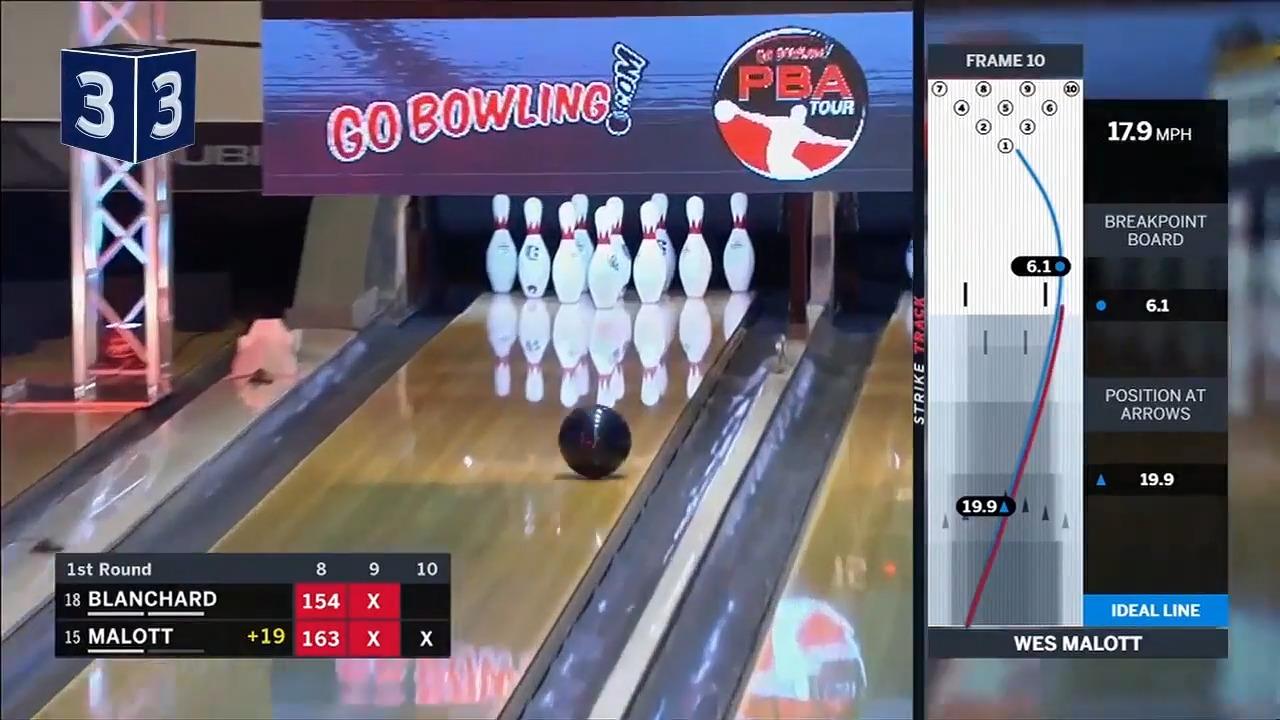 3 3
GO BOWLING!
.COM
GO BOWLING!
PBA
TOUR
UBE
1st Round 8 9 10
18 BLANCHARD 154 X
15 MALOTT +19 163 X X
STRIKE TRACK
FRAME 10
7 8 9 10
4 5 6
2 3
1
6.1
19.9
17.9 MPH
BREAKPOINT
BOARD
6.1
POSITION AT
ARROWS
19.9
IDEAL LINE
WES MALOTT